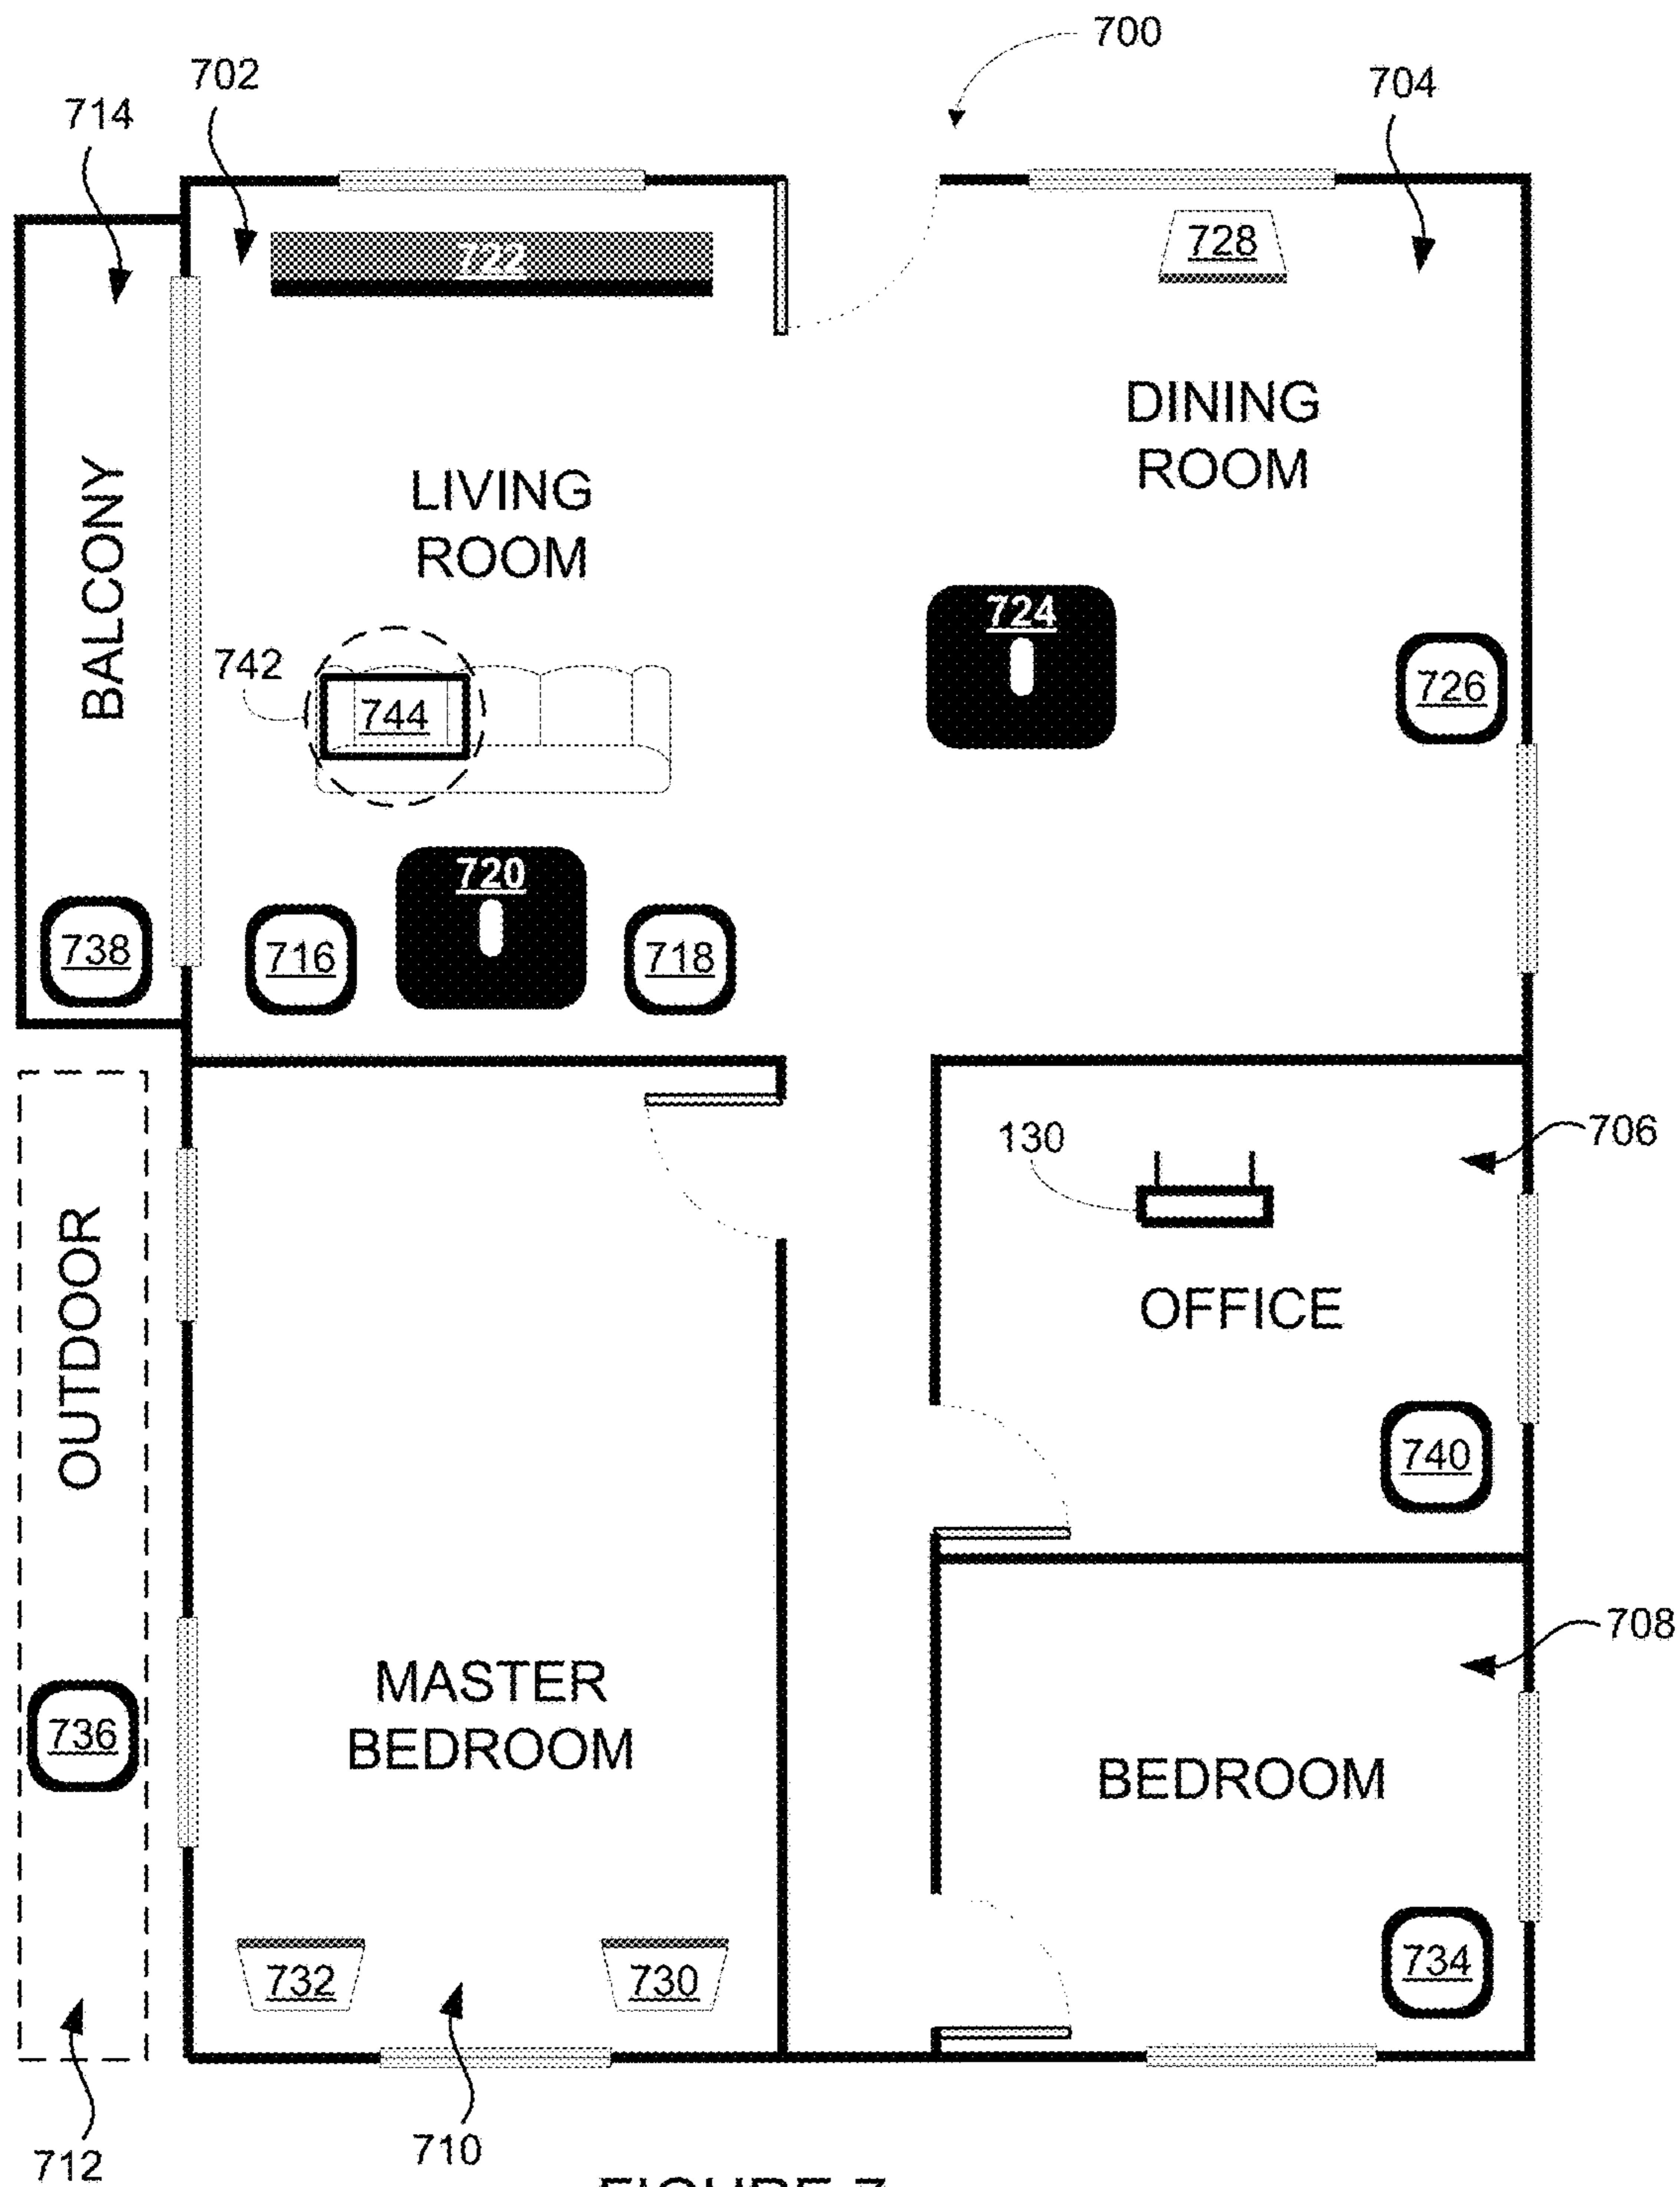 700
702
704
714
722
728
DINING
ROOM
LIVING
ROOM
BALCONY
724
726
742
744
720
738
716
718
130
706
OUTDOOR
OFFICE
740
708
MASTER
BEDROOM
736
BEDROOM
732
730
734
712
710